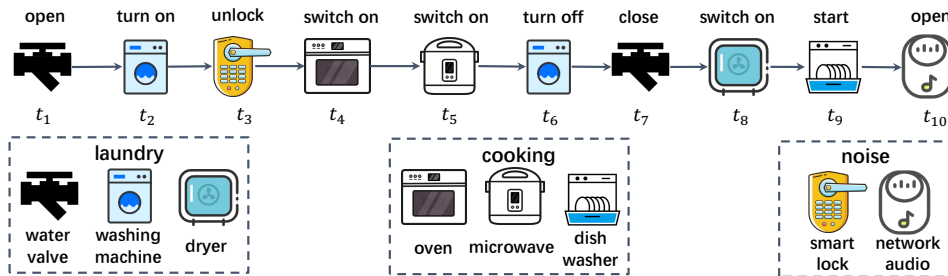 open turn on unlock switch on switch on turn off close switch on start open
t₁ t₂ t₃ t₄ t₅ t₆ t₇ t₈ t₉ t₁₀
laundry
water
valve
washing
machine
dryer
cooking
oven
microwave
dish
washer
noise
smart
lock
network
audio